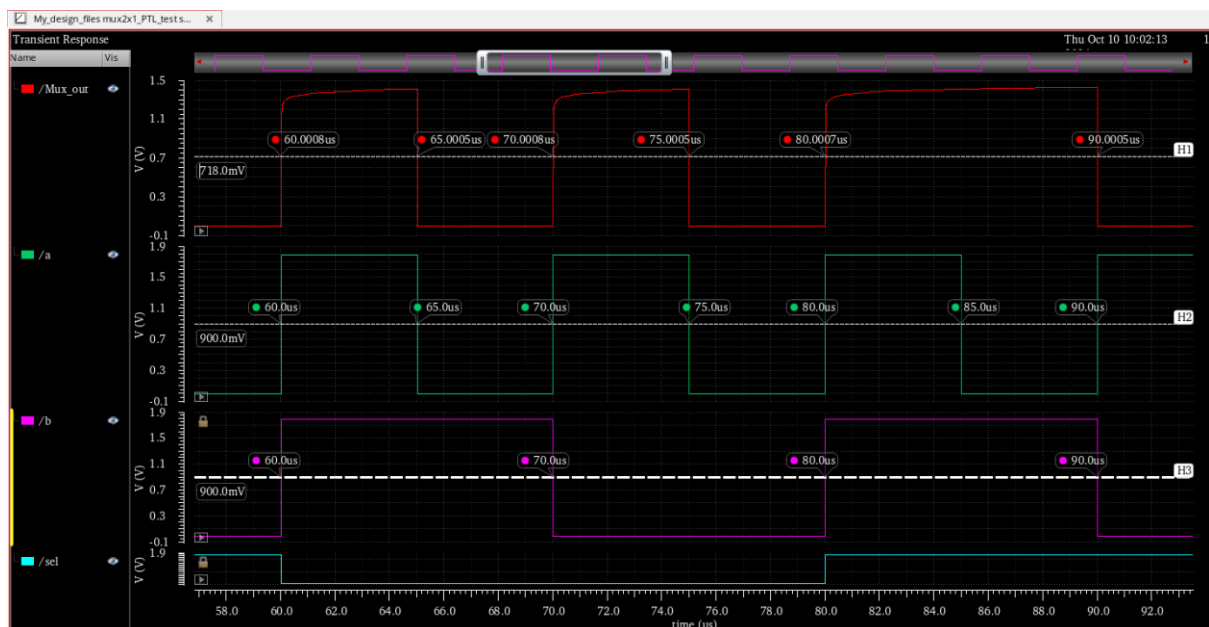 My_design_files mux2x1_PTL_test s... ×
Transient Response
Thu Oct 10 10:02:13 1
Name Vis
1.5
/Mux_out
1.1
60.0008us 65.0005us 70.0008us 75.0005us 80.0007us 90.0005us
V (V)
0.7
H1
718.0mV
0.3
-0.1
1.9
/a
1.5
1.1
60.0us 65.0us 70.0us 75.0us 80.0us 85.0us 90.0us
V (V)
H2
0.7
900.0mV
0.3
-0.1
1.9
/b
1.5
1.1
60.0us 70.0us 80.0us 90.0us
V (V)
H3
0.7
900.0mV
0.3
-0.1
1.9
/sel
V (V)
58.0 60.0 62.0 64.0 66.0 68.0 70.0 72.0 74.0 76.0 78.0 80.0 82.0 84.0 86.0 88.0 90.0 92.0
time (us)